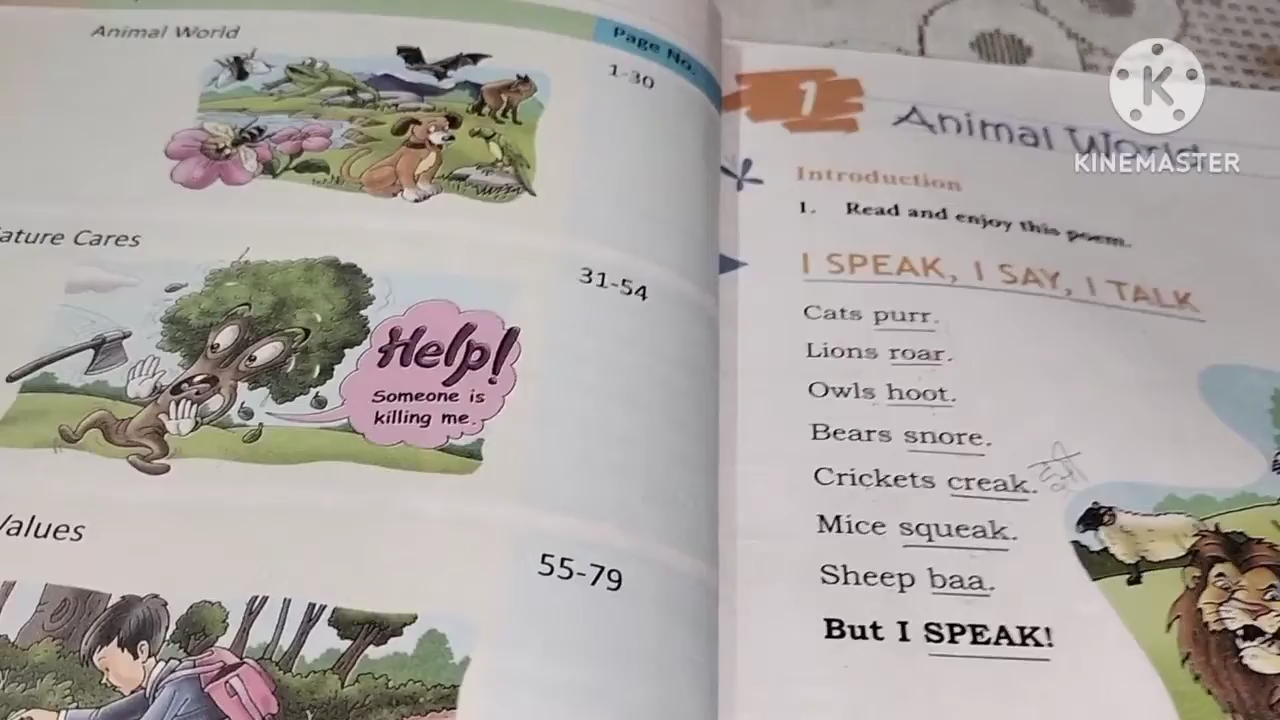 Animal World
Page No.
1-30
ature Cares
31-54
Help!
Someone is
killing me.
Values
55-79
1
Animal World
Introduction
1. Read and enjoy this poem.
I SPEAK, I SAY, I TALK
Cats purr.
Lions roar.
Owls hoot.
Bears snore.
Crickets creak.
Mice squeak.
Sheep baa.
But I SPEAK!
K
KINEMASTER